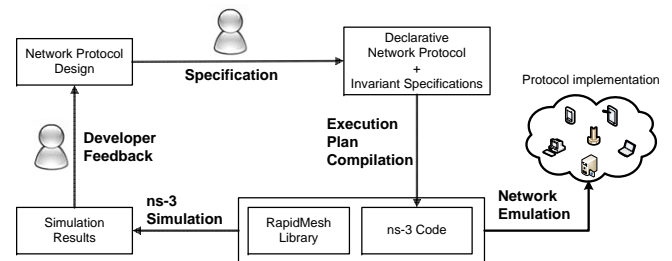 Network Protocol
Design
Specification
Declarative
Network Protocol
+
Invariant Specifications
Protocol implementation
Developer
Feedback
Execution
Plan
Compilation
ns-3
Simulation
Network
Emulation
Simulation
Results
RapidMesh
Library
ns-3 Code